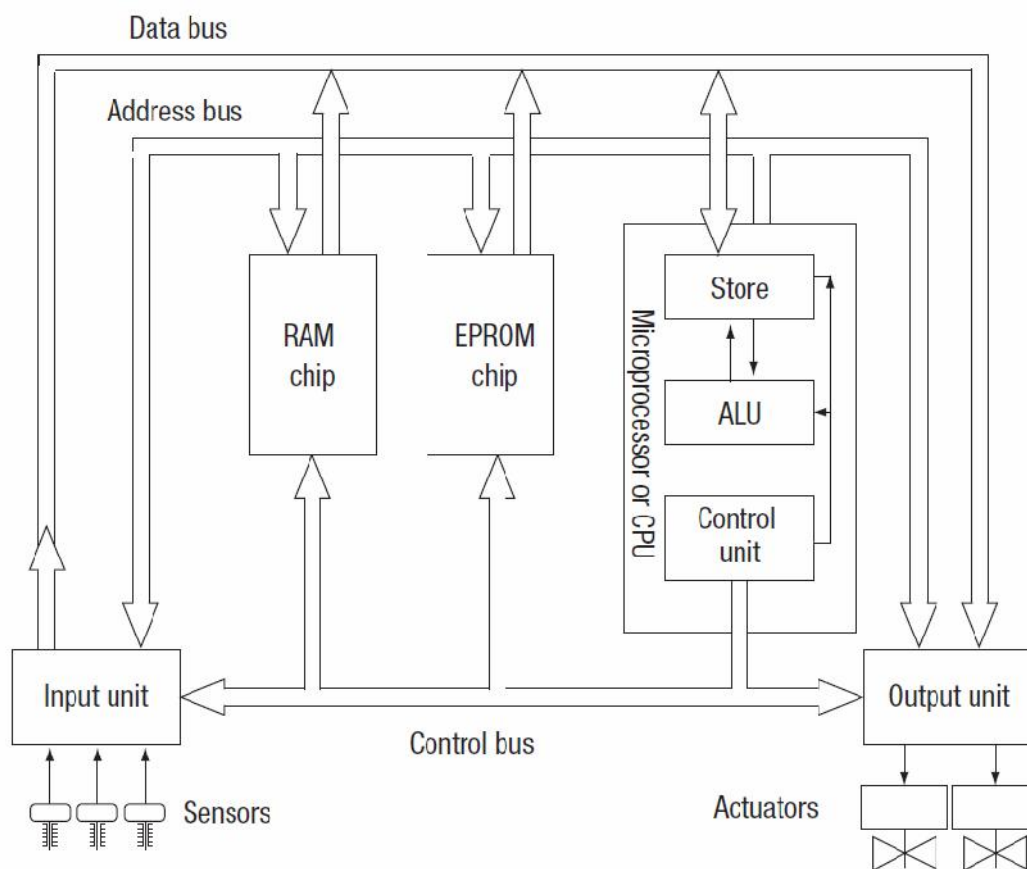 Data bus
Address bus
RAM
chip
EPROM
chip
Microprocessor or CPU
Store
ALU
Control
unit
Input unit
Output unit
Control bus
Sensors
Actuators